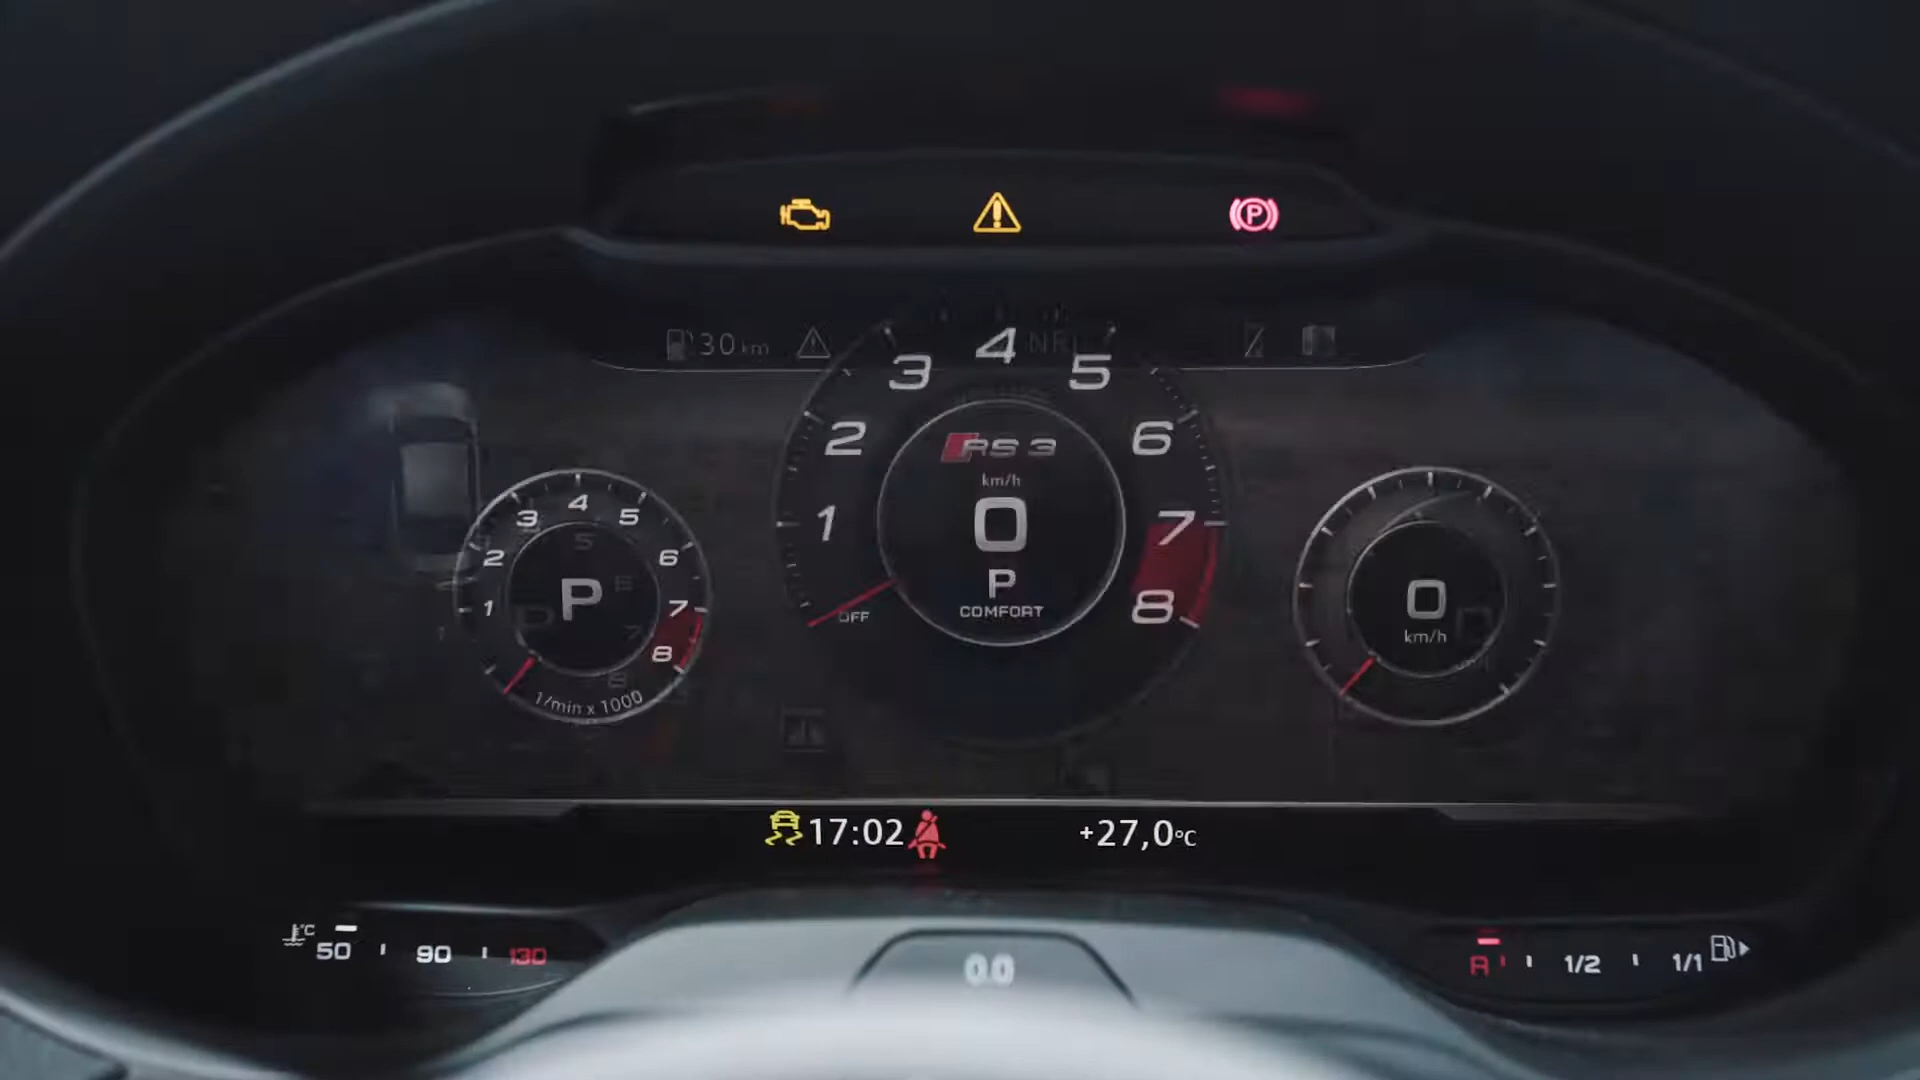 30 km
4
3 5
2 6
RS 3
km/h
1 0 7
P
COMFORT
OFF 8
4
3 5
2 6
1 P 7
8
1/min x 1000
0
km/h
17:02 +27,0°C
°C
50 90 130
R 1/2 1/1